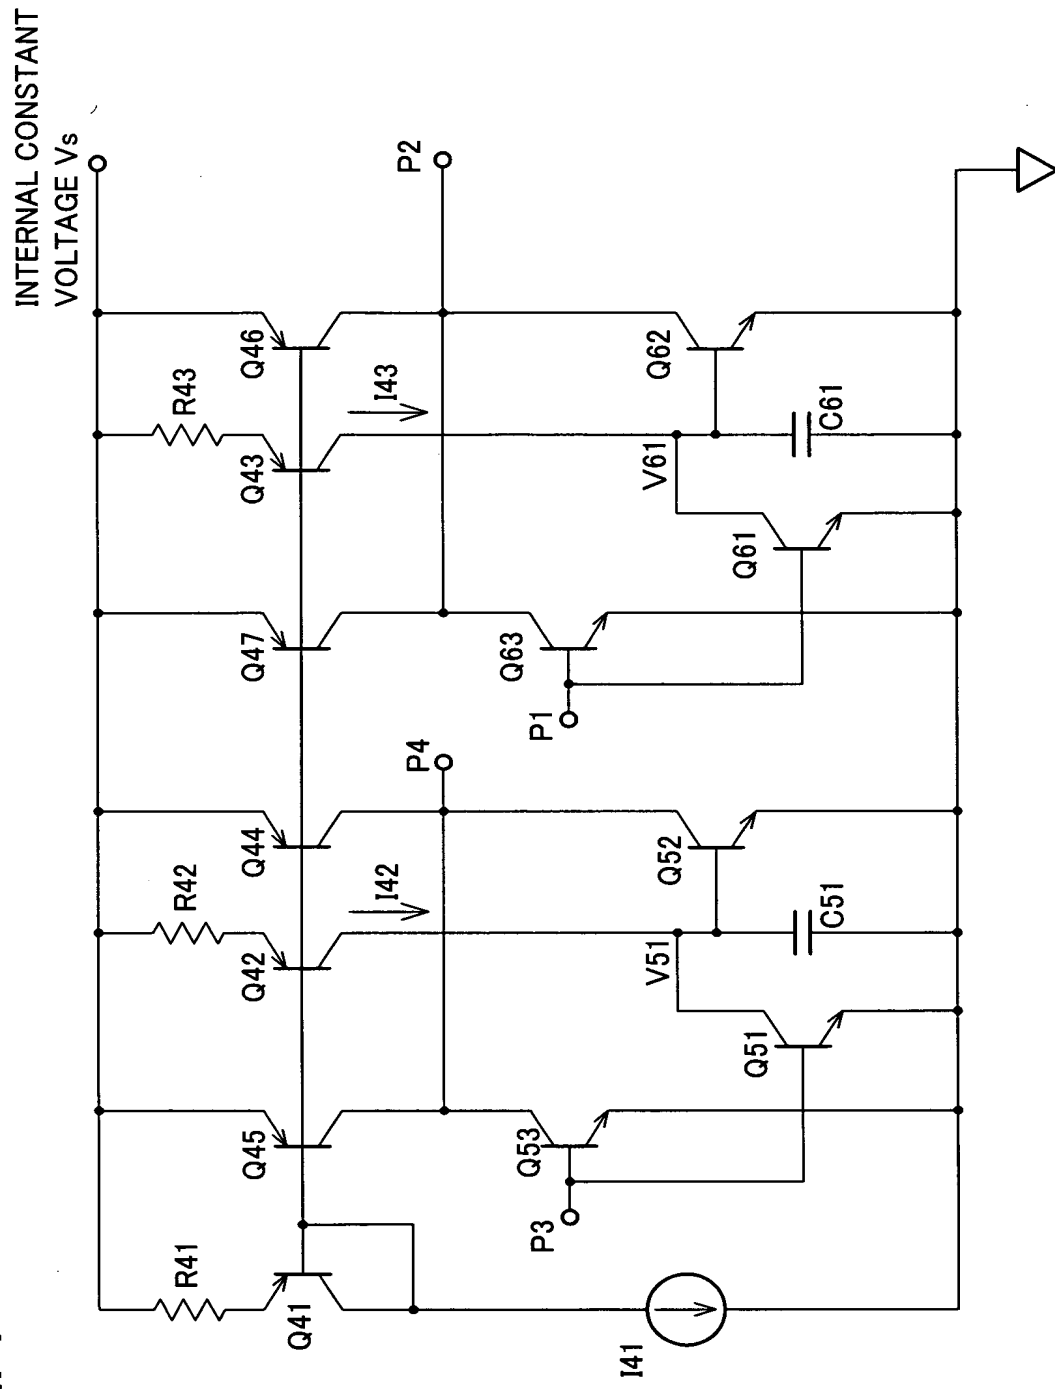 INTERNAL CONSTANT
VOLTAGE Vs
P2
Q46
R43
Q43
I43
Q62
C61
V61
Q61
Q47
Q63
P1
P4
Q44
R42
Q42
I42
Q52
C51
V51
Q51
Q45
Q53
P3
R41
Q41
I41